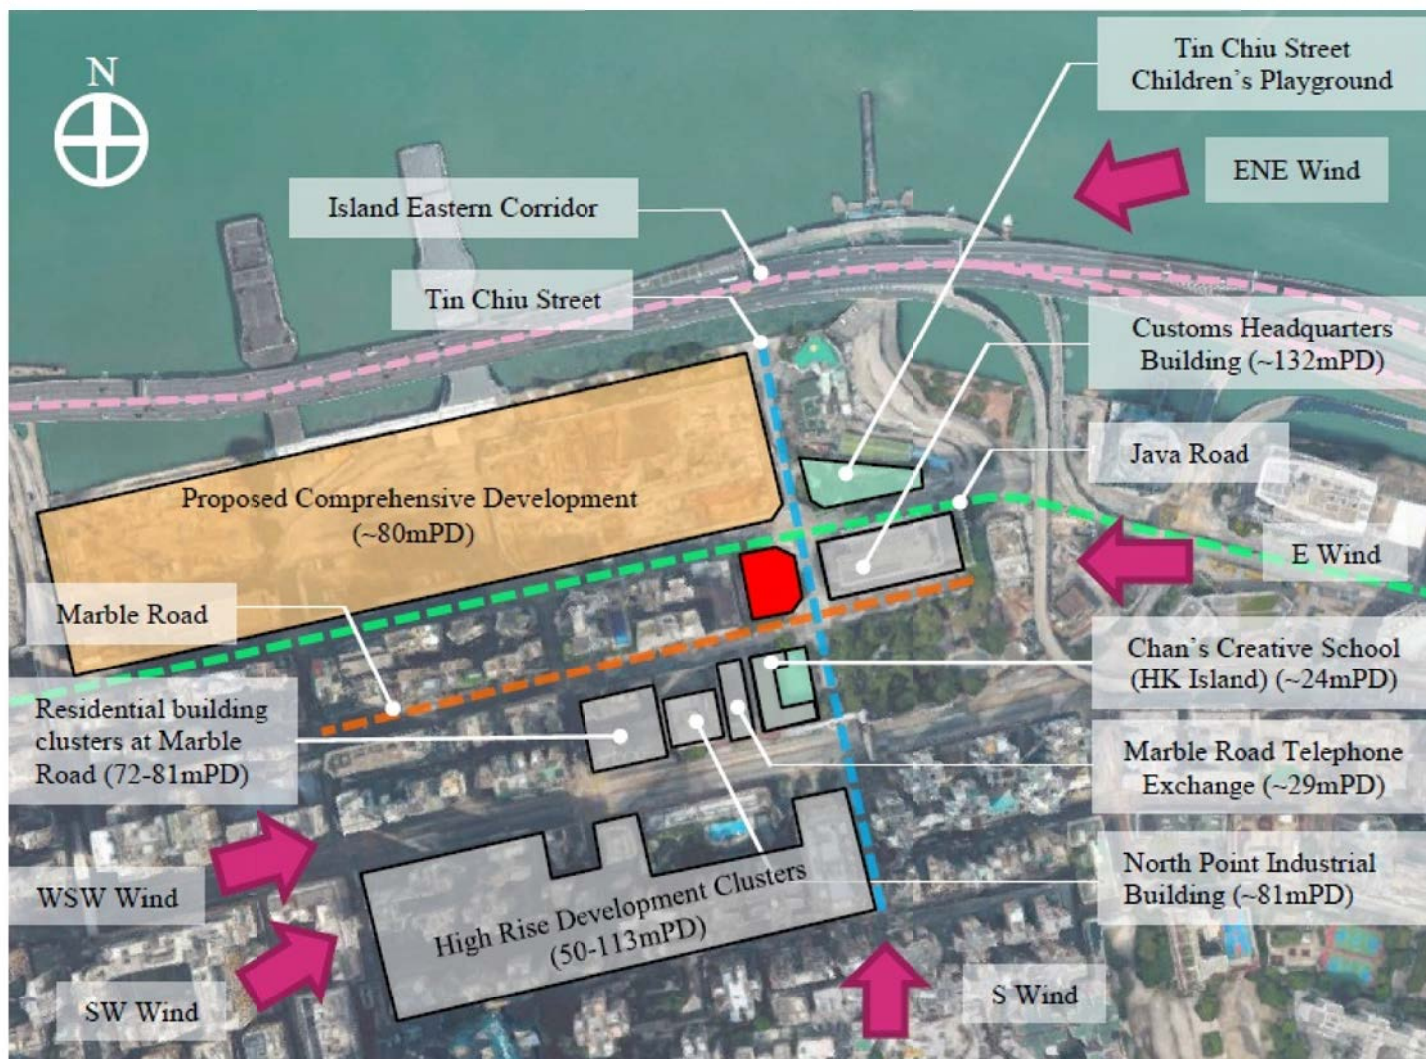 Tin Chiu Street
Children's Playground
N
ENE Wind
Island Eastern Corridor
Tin Chiu Street
Customs Headquarters
Building (~132mPD)
Java Road
Proposed Comprehensive Development
(~80mPD)
E Wind
Marble Road
Chan's Creative School
(HK Island) (~24mPD)
Residential building
clusters at Marble
Road (72-81mPD)
Marble Road Telephone
Exchange (~29mPD)
North Point Industrial
Building (~81mPD)
WSW Wind
High Rise Development Clusters
(50-113mPD)
SW Wind
S Wind